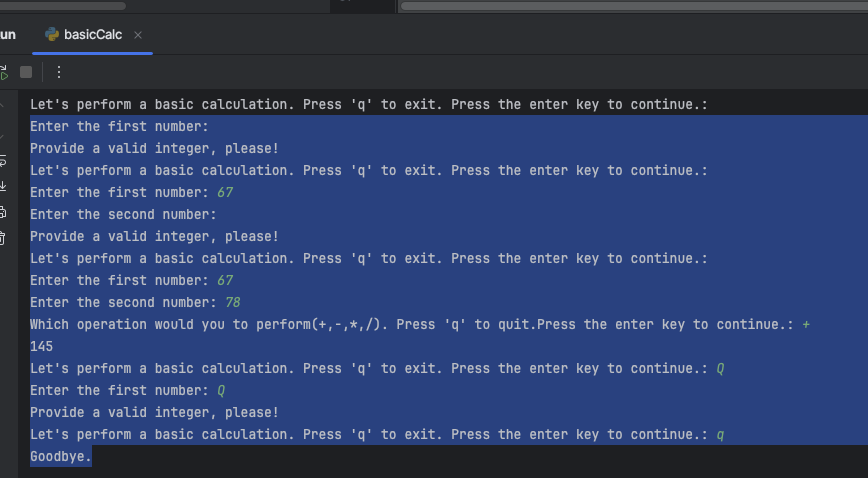 un
basicCalc
Let's perform a basic calculation. Press 'q' to exit. Press the enter key to continue.:
Enter the first number:
Provide a valid integer, please!
Let's perform a basic calculation. Press 'q' to exit. Press the enter key to continue.:
Enter the first number: 67
Enter the second number:
Provide a valid integer, please!
Let's perform a basic calculation. Press 'q' to exit. Press the enter key to continue.:
Enter the first number: 67
Enter the second number: 78
Which operation would you to perform(+,-,*,/). Press 'q' to quit.Press the enter key to continue.: +
145
Let's perform a basic calculation. Press 'q' to exit. Press the enter key to continue.: Q
Enter the first number: Q
Provide a valid integer, please!
Let's perform a basic calculation. Press 'q' to exit. Press the enter key to continue.: q
Goodbye.